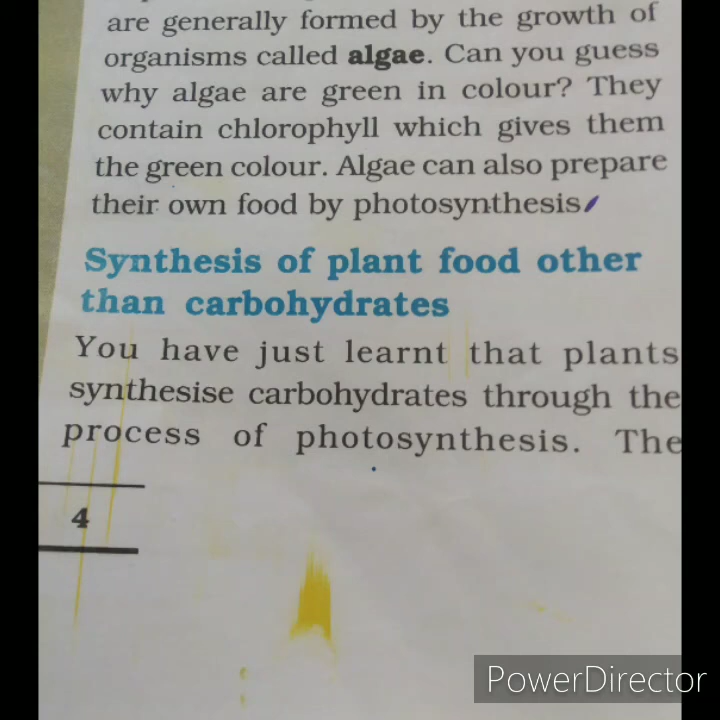 are generally formed by the growth of
organisms called algae. Can you guess
why algae are green in colour? They
contain chlorophyll which gives them
the green colour. Algae can also prepare
their own food by photosynthesis
Synthesis of plant food other
than carbohydrates
You have just learnt that plants
synthesise carbohydrates through the
process of photosynthesis. The
4
PowerDirector